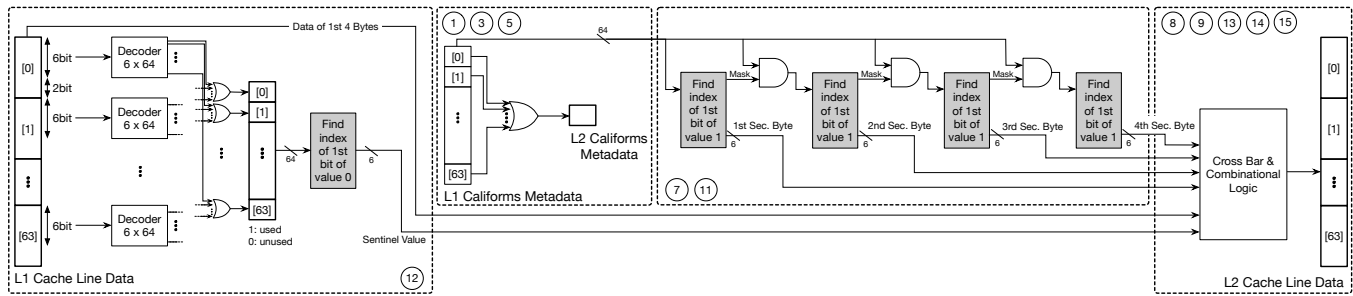 [0]
[1]
[63]
6bit
2bit
6bit
6bit
Decoder
6 x 64
Decoder
6 x 64
Decoder
6 x 64
Data of 1st 4 Bytes
[0]
[1]
[63]
1: used
0: unused
64
Find
index
of 1st
bit of
value 0
6
Sentinel Value
L1 Cache Line Data
12
1
3
5
[0]
[1]
[63]
L2 Califorms
Metadata
L1 Califorms Metadata
64
Find
index
of 1st
bit of
value 1
Mask
1st Sec. Byte
6
Find
index
of 1st
bit of
value 1
Mask
2nd Sec. Byte
6
Find
index
of 1st
bit of
value 1
Mask
3rd Sec. Byte
6
Find
index
of 1st
bit of
value 1
4th Sec. Byte
6
7
11
8
9
13
14
15
Cross Bar &
Combinational
Logic
[0]
[1]
[63]
L2 Cache Line Data